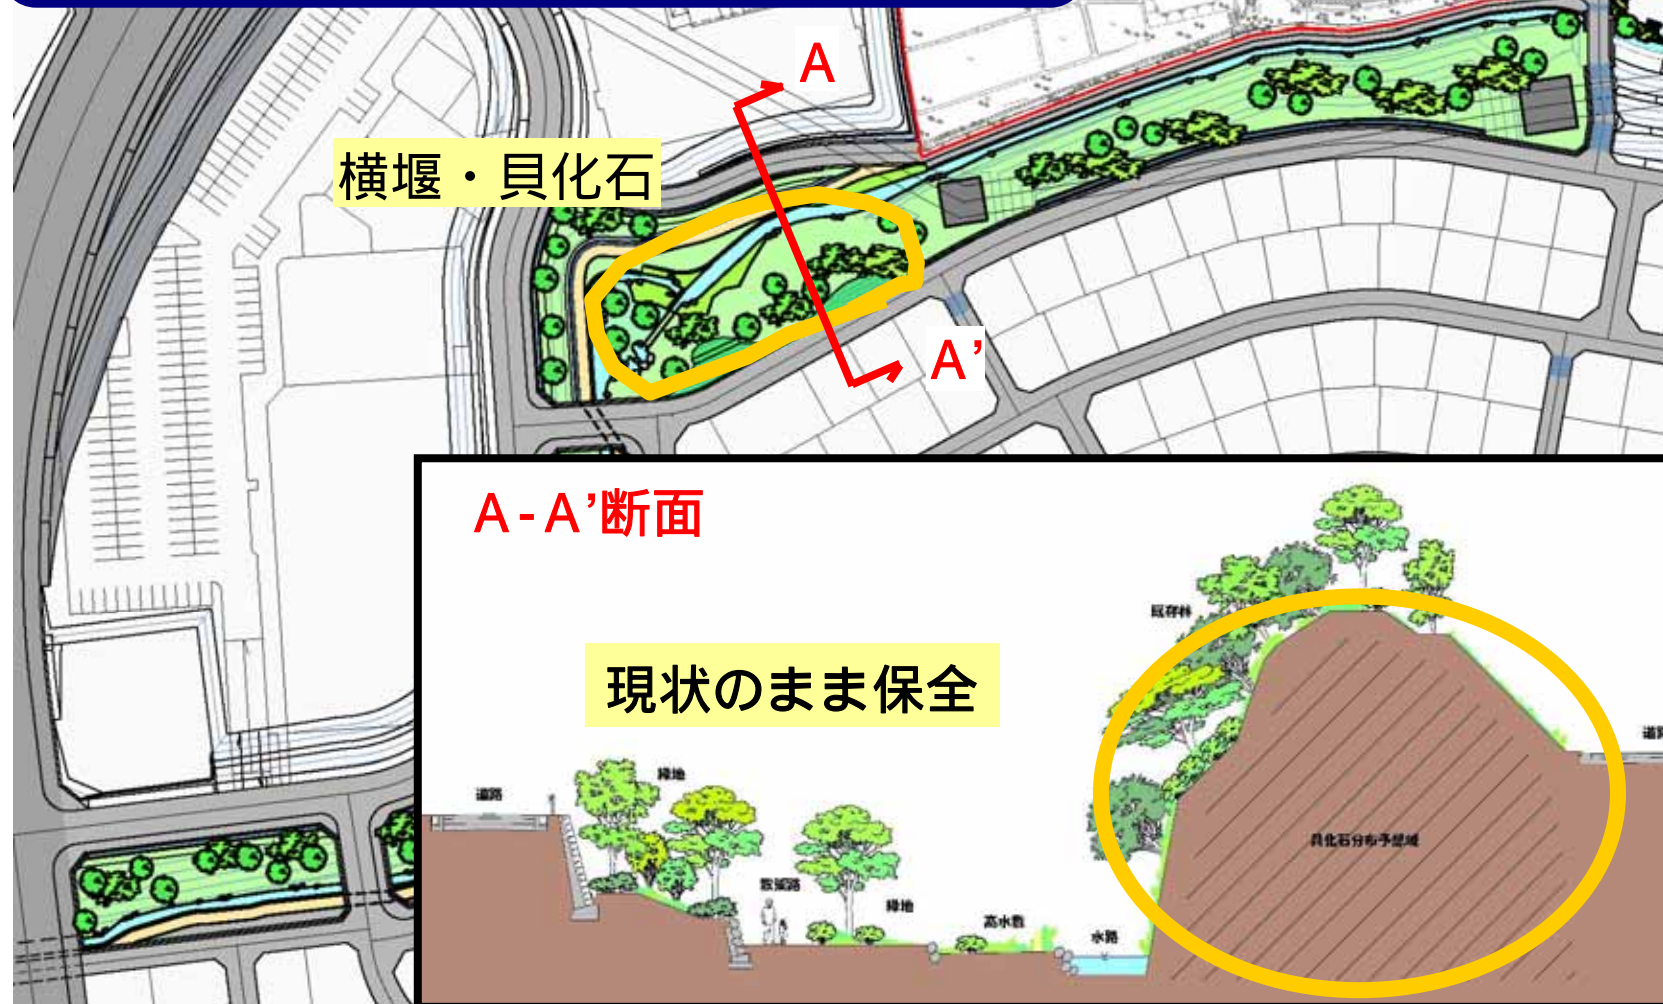 A
横堰・貝化石
A’
A-A’断面
既存林
現状のまま保全
道路
緑地
道路
貝化石分布予想域
散策路
緑地
高水敷
水路